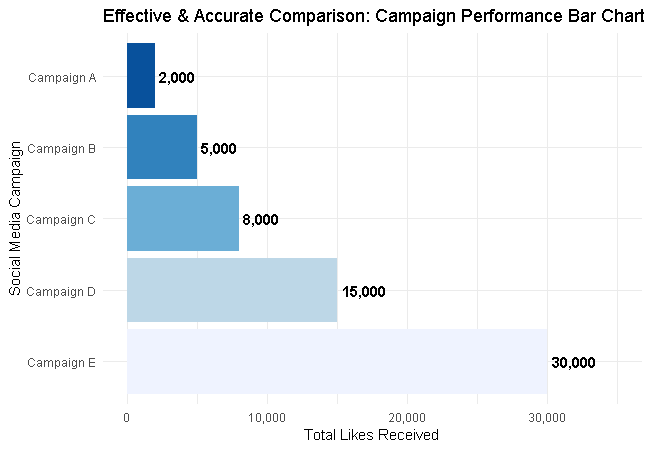 Effective & Accurate Comparison: Campaign Performance Bar Chart
Social Media Campaign
Campaign A
2,000
Campaign B
5,000
Campaign C
8,000
Campaign D
15,000
Campaign E
30,000
0
10,000
20,000
30,000
Total Likes Received